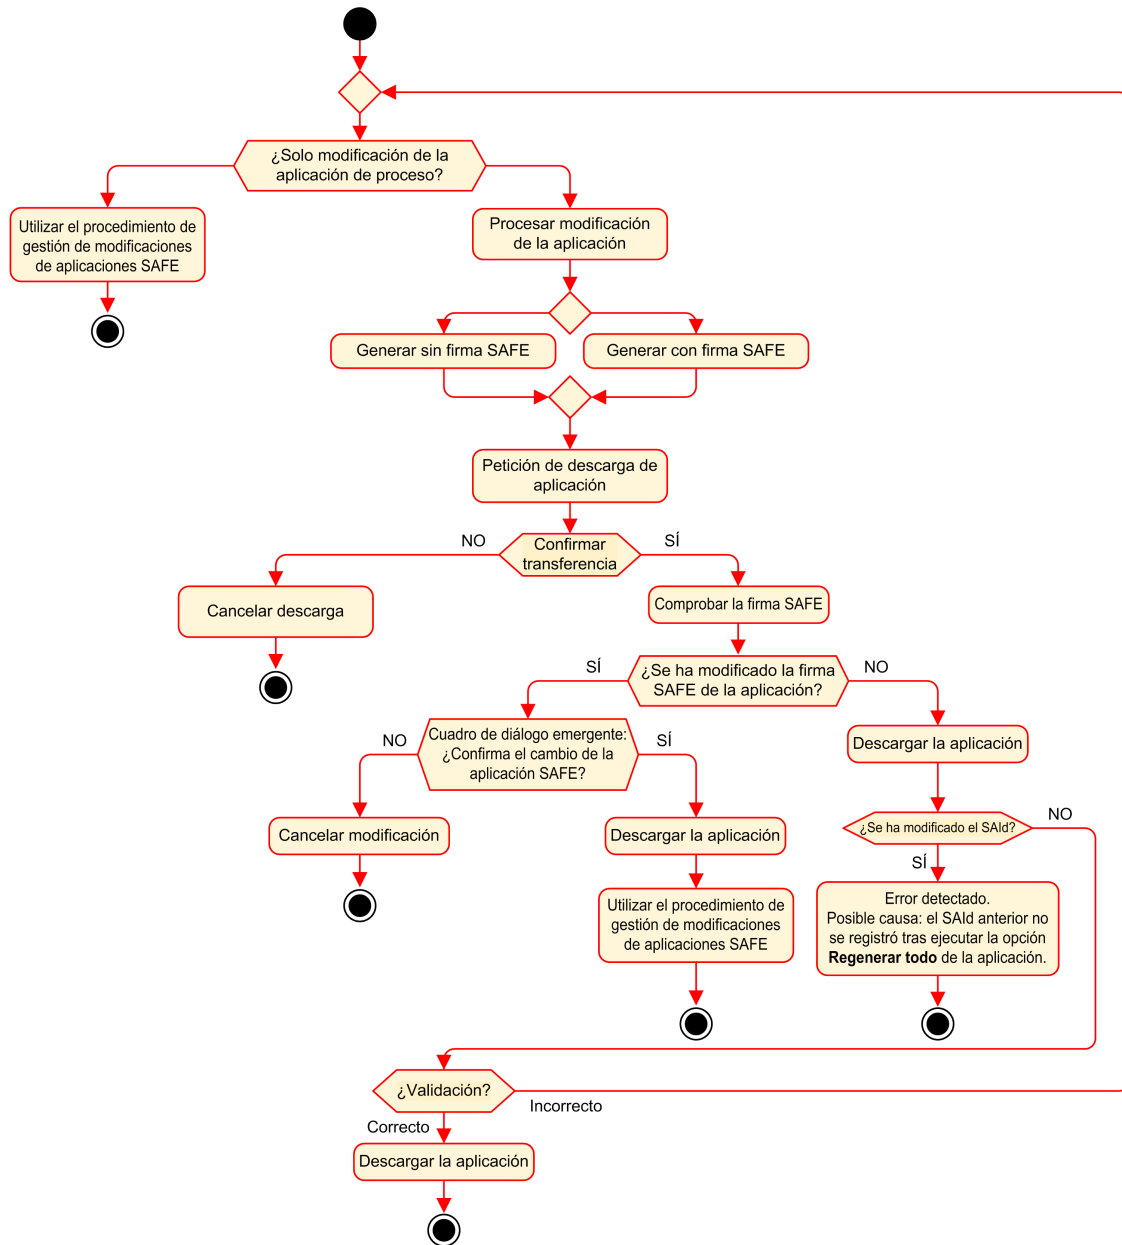 ¿Solo modificación de la
aplicación de proceso?
Utilizar el procedimiento de
gestión de modificaciones
de aplicaciones SAFE
Procesar modificación
de la aplicación
Generar sin firma SAFE
Generar con firma SAFE
Petición de descarga de
aplicación
NO
Confirmar
transferencia
SÍ
Cancelar descarga
Comprobar la firma SAFE
SÍ
¿Se ha modificado la firma
SAFE de la aplicación?
NO
NO
Cuadro de diálogo emergente:
¿Confirma el cambio de la
aplicación SAFE?
SÍ
Descargar la aplicación
Cancelar modificación
Descargar la aplicación
¿Se ha modificado el SAId?
NO
SÍ
Utilizar el procedimiento de
gestión de modificaciones
de aplicaciones SAFE
Error detectado.
Posible causa: el SAId anterior no
se registró tras ejecutar la opción
Regenerar todo de la aplicación.
¿Validación?
Incorrecto
Correcto
Descargar la aplicación